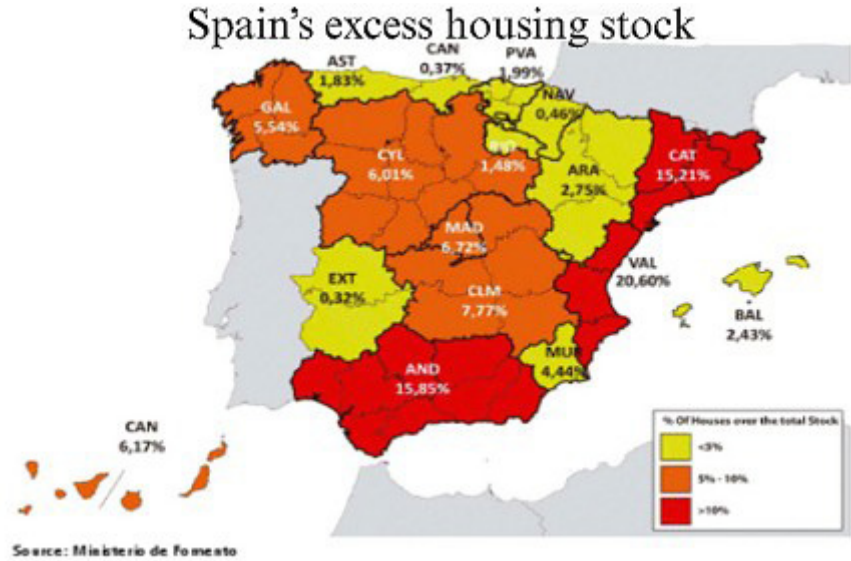 Spain's excess housing stock
AST
1,83%
CAN
0,37%
PVA
1,99%
NAV
0,46%
GAL
5,54%
CYL
6,01%
1,48%
ARA
2,75%
CAT
15,21%
MAD
6,72%
EXT
0,32%
CLM
7,77%
VAL
20,60%
BAL
2,43%
MUR
4,44%
AND
15,85%
CAN
6,17%
% Of Houses over the total Stock
<5%
5% - 10%
>10%
Source: Ministerio de Fomento